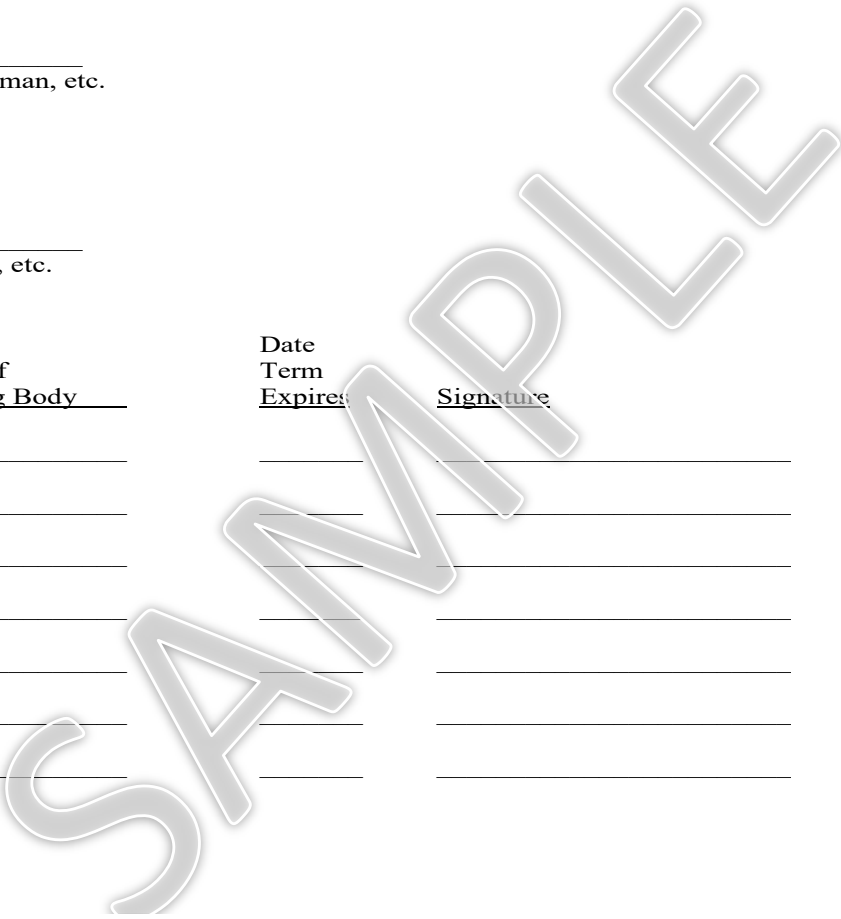 man, etc.
, etc.
Date
f Term
g Body Expires Signature
SAMPLE